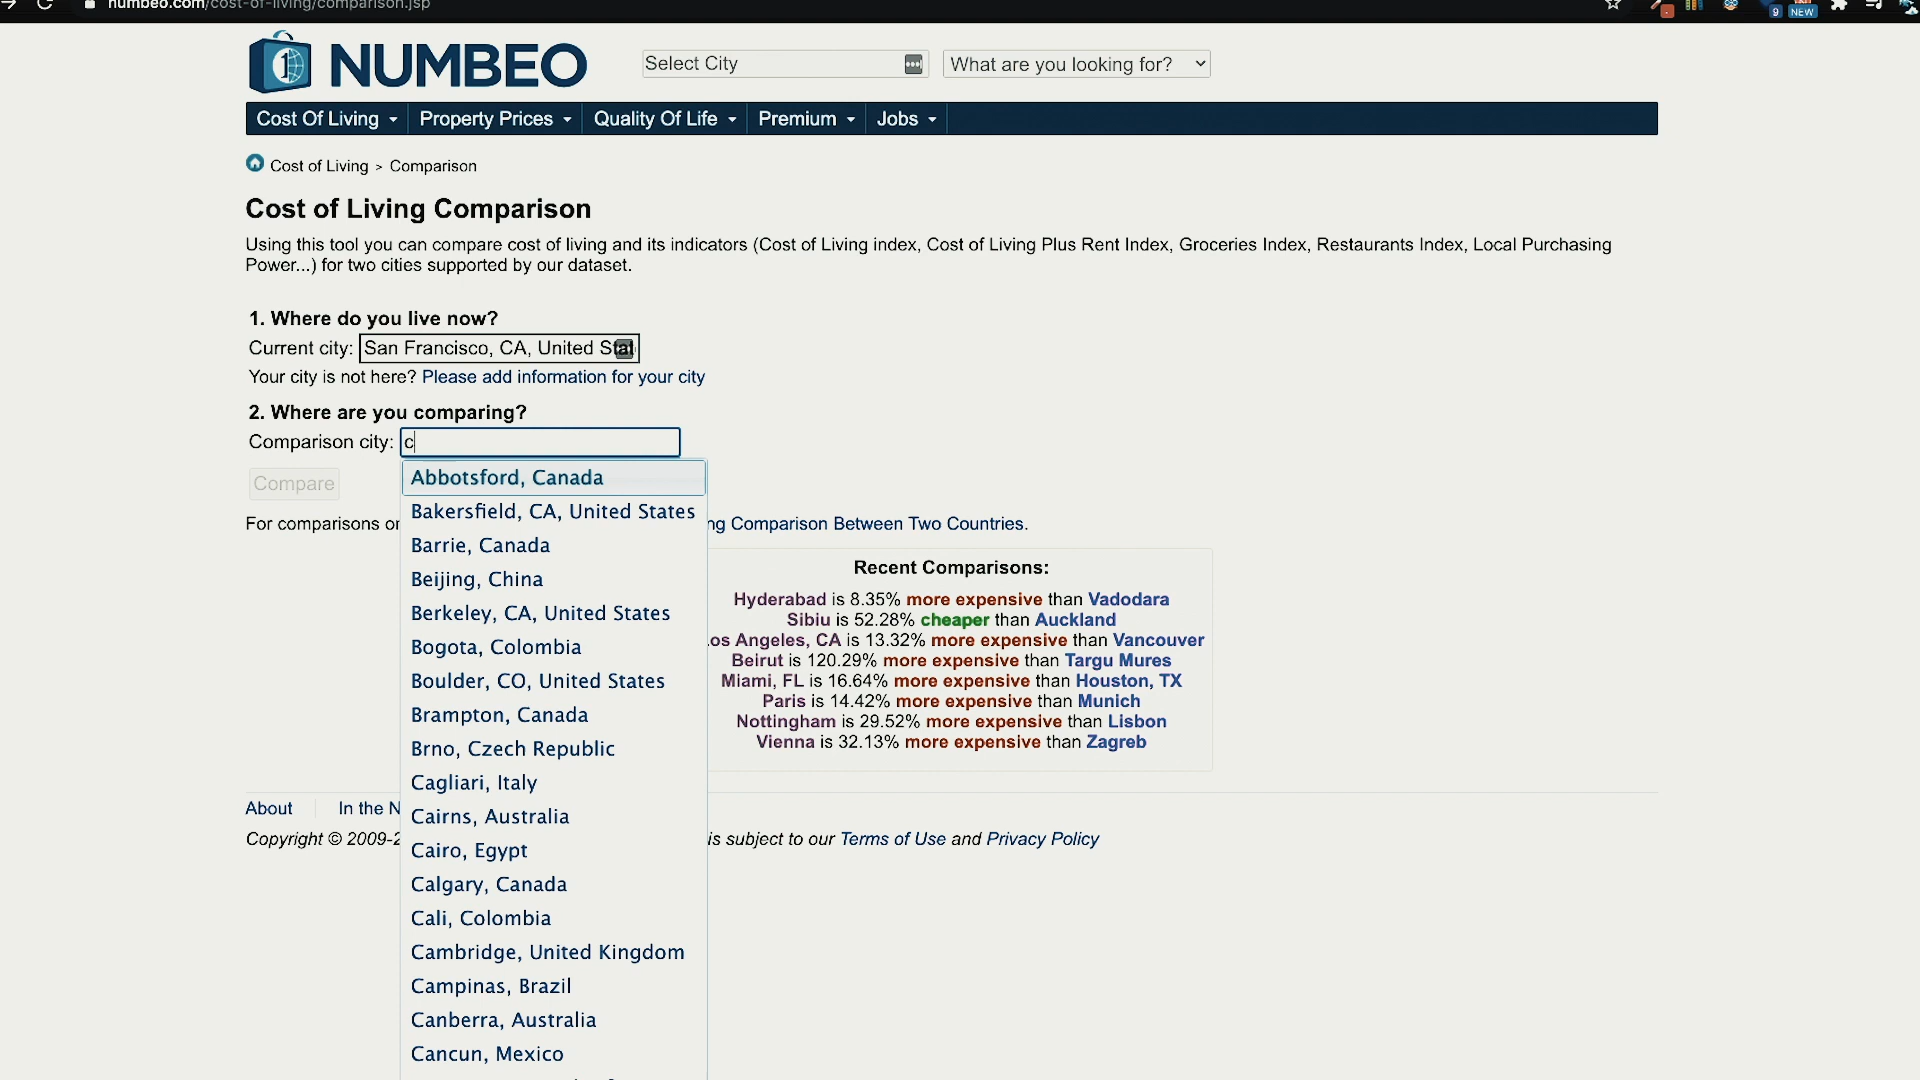 numbeo.com/cost-of-living/comparison.jsp
9
NEW
NUMBEO
Select City
What are you looking for?
Cost Of Living
Property Prices
Quality Of Life
Premium
Jobs
Cost of Living > Comparison
Cost of Living Comparison
Using this tool you can compare cost of living and its indicators (Cost of Living index, Cost of Living Plus Rent Index, Groceries Index, Restaurants Index, Local Purchasing
Power...) for two cities supported by our dataset.
1. Where do you live now?
Current city: San Francisco, CA, United Stat
Your city is not here? Please add information for your city
2. Where are you comparing?
Comparison city: c
Compare
Abbotsford, Canada
Bakersfield, CA, United States
Barrie, Canada
Beijing, China
Berkeley, CA, United States
Bogota, Colombia
Boulder, CO, United States
Brampton, Canada
Brno, Czech Republic
Cagliari, Italy
Cairns, Australia
Cairo, Egypt
Calgary, Canada
Cali, Colombia
Cambridge, United Kingdom
Campinas, Brazil
Canberra, Australia
Cancun, Mexico
For comparisons or ng Comparison Between Two Countries.
Recent Comparisons:
Hyderabad is 8.35% more expensive than Vadodara
Sibiu is 52.28% cheaper than Auckland
os Angeles, CA is 13.32% more expensive than Vancouver
Beirut is 120.29% more expensive than Targu Mures
Miami, FL is 16.64% more expensive than Houston, TX
Paris is 14.42% more expensive than Munich
Nottingham is 29.52% more expensive than Lisbon
Vienna is 32.13% more expensive than Zagreb
About In the N
Copyright © 2009-2 is subject to our Terms of Use and Privacy Policy